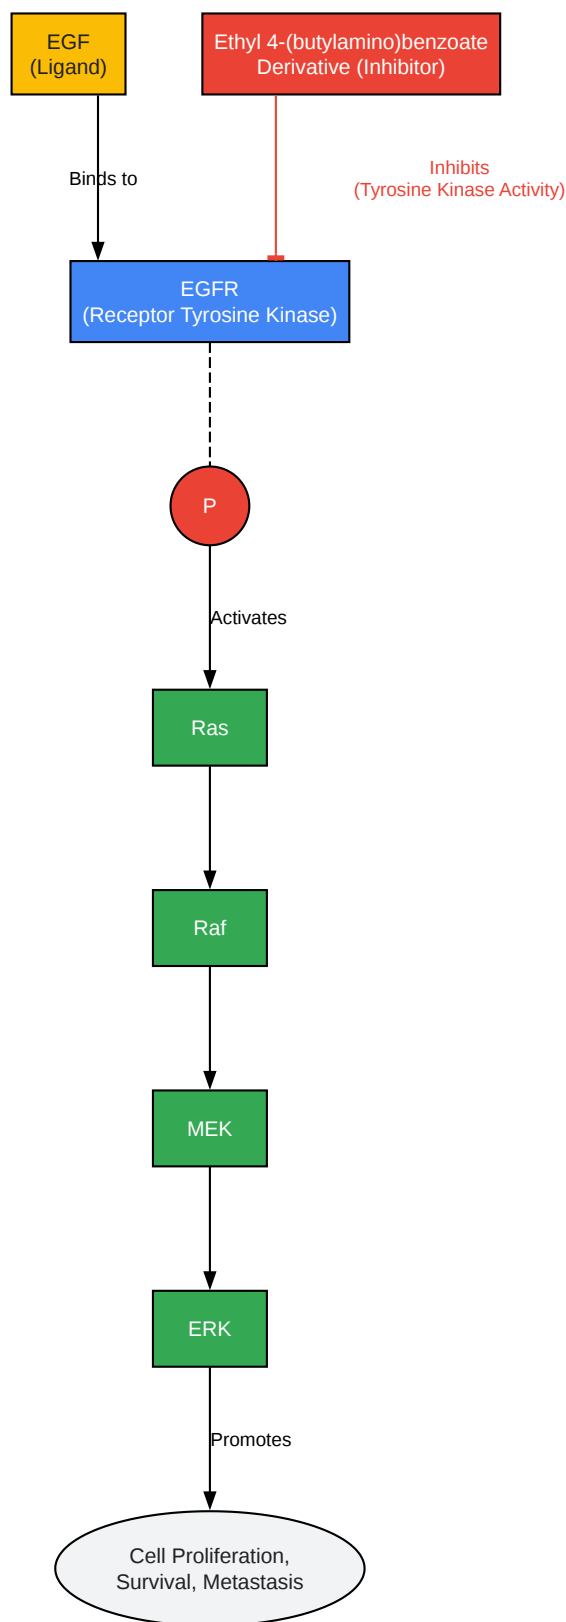 EGF
(Ligand)
Ethyl 4-(butylamino)benzoate
Derivative (Inhibitor)
Binds to
Inhibits
(Tyrosine Kinase Activity)
EGFR
(Receptor Tyrosine Kinase)
P
Activates
Ras
Raf
MEK
ERK
Promotes
Cell Proliferation,
Survival, Metastasis